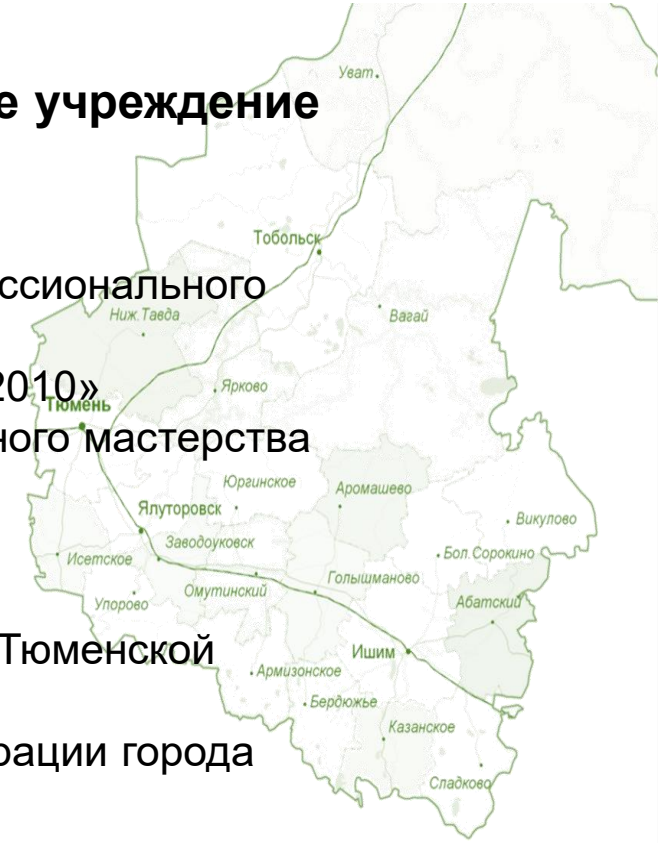 Уват
е учреждение
Тобольск
ссионального
Ниж.Тавда
Вагай
2010»
Ярково
Тюмень
ного мастерства
Юргинское
Аромашево
Ялуторовск
Викулово
Заводоуковск
Бол.Сорокино
Исетское
Голышманово
Омутинский
Абатский
Упорово
Тюменской
Ишим
Армизонское
Бердюжье
Казанское
рации города
Сладково